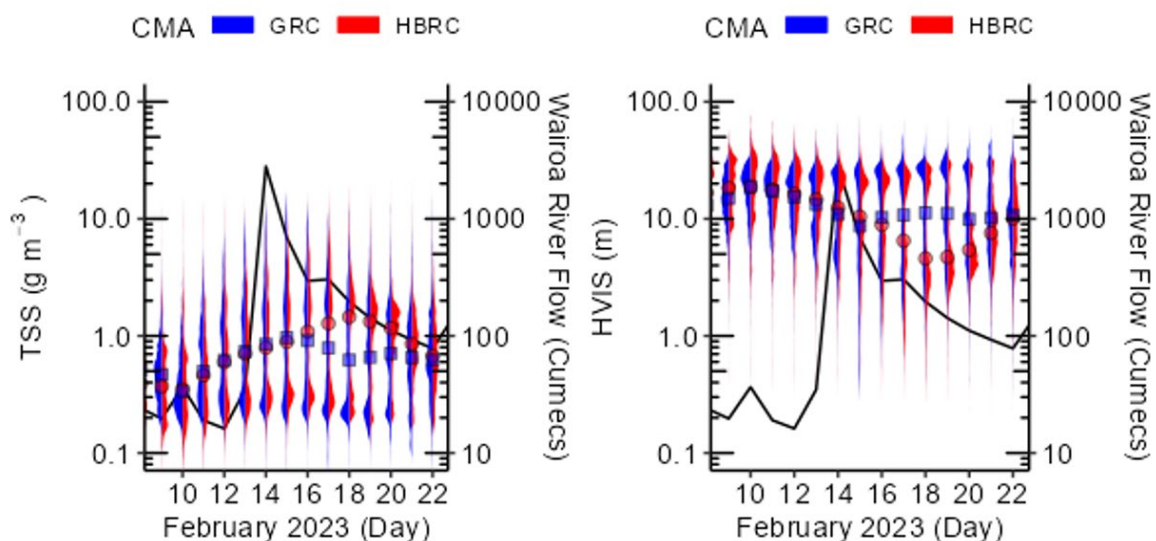 CMA GRC HBRC
TSS (g m⁻³)
100.0
10.0
1.0
0.1
10000
1000
100
10
Wairoa River Flow (Cumecs)
10 12 14 16 18 20 22
February 2023 (Day)
CMA GRC HBRC
HVIS (m)
100.0
10.0
1.0
0.1
10000
1000
100
10
Wairoa River Flow (Cumecs)
10 12 14 16 18 20 22
February 2023 (Day)